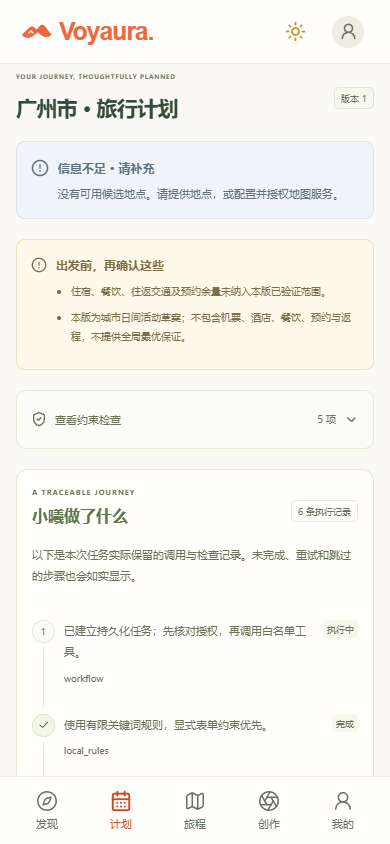 Voyaura.
YOUR JOURNEY, THOUGHTFULLY PLANNED
广州市 · 旅行计划
版本 1
信息不足 · 请补充
没有可用候选地点。请提供地点，或配置并授权地图服务。
出发前，再确认这些
住宿、餐饮、往返交通及预约余量未纳入本版已验证范围。
本版为城市日间活动草案；不包含机票、酒店、餐饮、预约与返
程，不提供全局最优保证。
查看约束检查
5 项
A TRACEABLE JOURNEY
小曦做了什么
6 条执行记录
以下是本次任务实际保留的调用与检查记录。未完成、重试和跳过
的步骤也会如实显示。
1
已建立持久化任务；先核对授权，再调用白名单工
具。
执行中
workflow
使用有限关键词规则，显式表单约束优先。
完成
local_rules
发现
计划
旅程
创作
我的